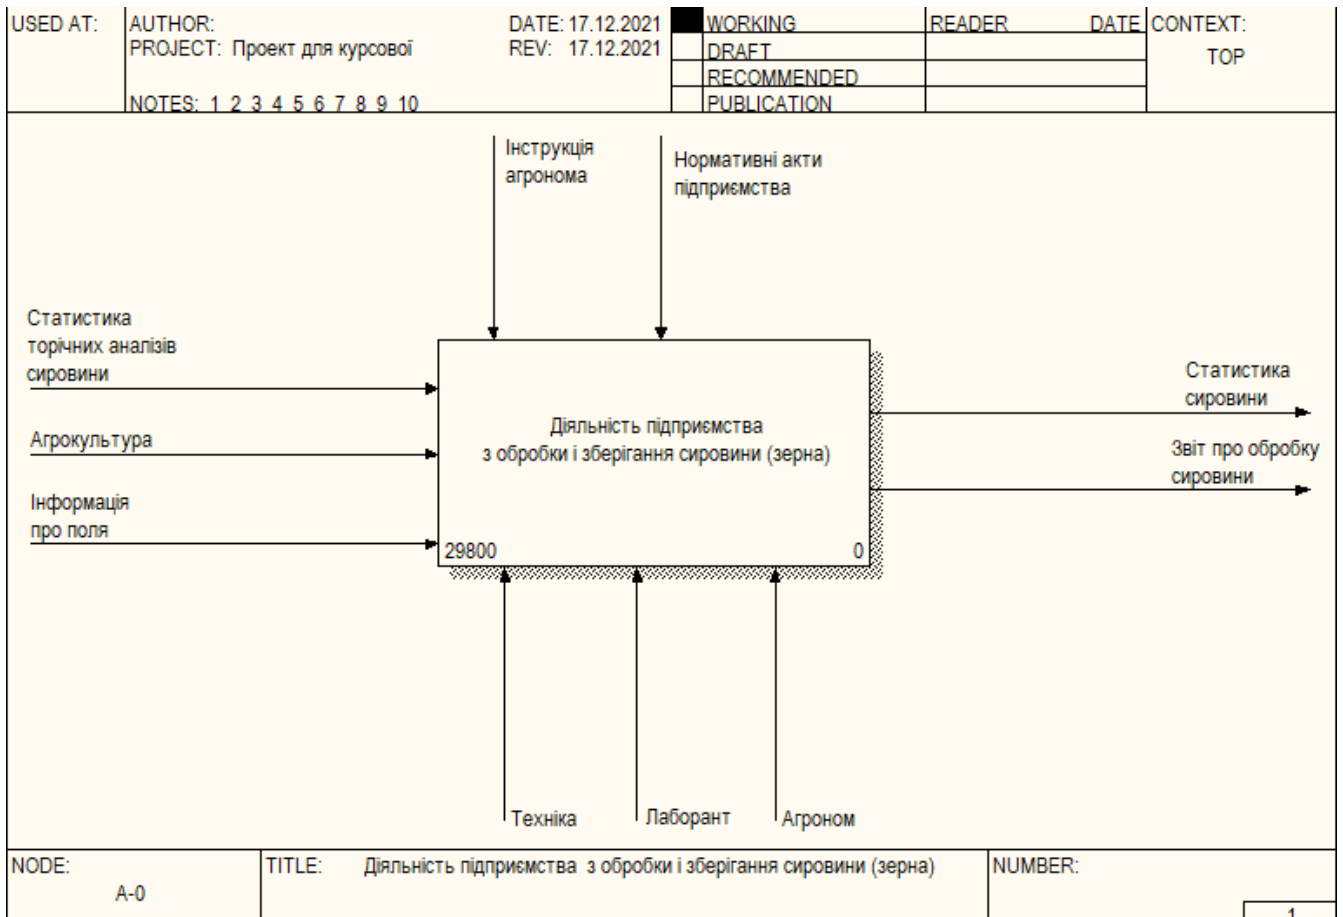 USED AT:
AUTHOR:
DATE: 17.12.2021
PROJECT: Проект для курсової
REV: 17.12.2021
NOTES: 1 2 3 4 5 6 7 8 9 10
WORKING
DRAFT
RECOMMENDED
PUBLICATION
READER
DATE
CONTEXT:
TOP
Інструкція
агронома
Нормативні акти
підприємства
Статистика
торічних аналізів
сировини
Агрокультура
Інформація
про поля
Діяльність підприємства
з обробки і зберігання сировини (зерна)
29800
0
Статистика
сировини
Звіт про обробку
сировини
Техніка
Лаборант
Агроном
NODE:
A-0
TITLE:
Діяльність підприємства з обробки і зберігання сировини (зерна)
NUMBER:
1